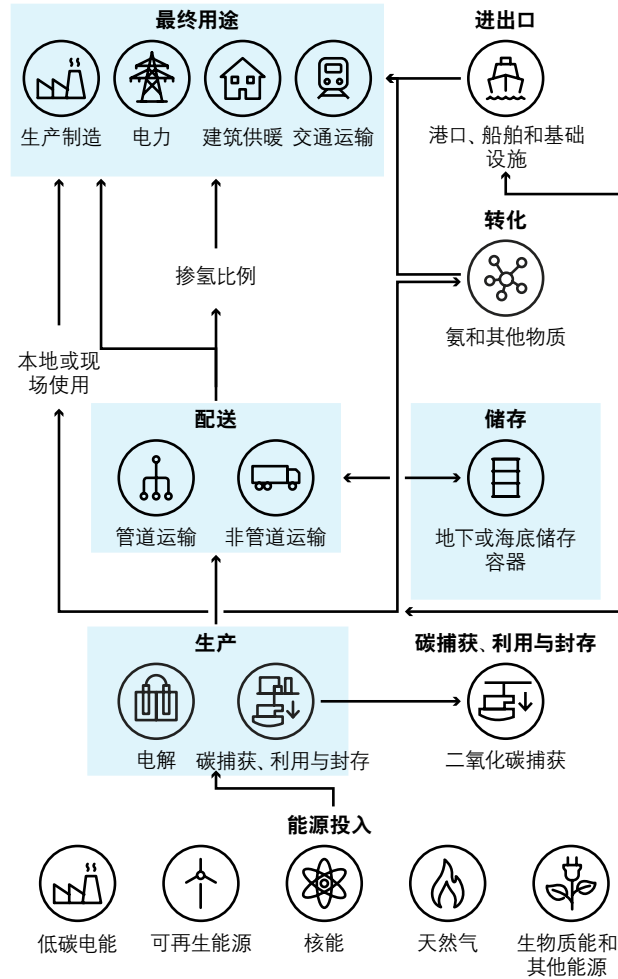 最终用途
进出口
生产制造
电力
建筑供暖
交通运输
港口、船舶和基础
设施
转化
掺氢比例
氨和其他物质
本地或现
场使用
配送
储存
管道运输
非管道运输
地下或海底储存
容器
生产
碳捕获、利用与封存
电解
碳捕获、利用与封存
二氧化碳捕获
能源投入
低碳电能
可再生能源
核能
天然气
生物质能和
其他能源